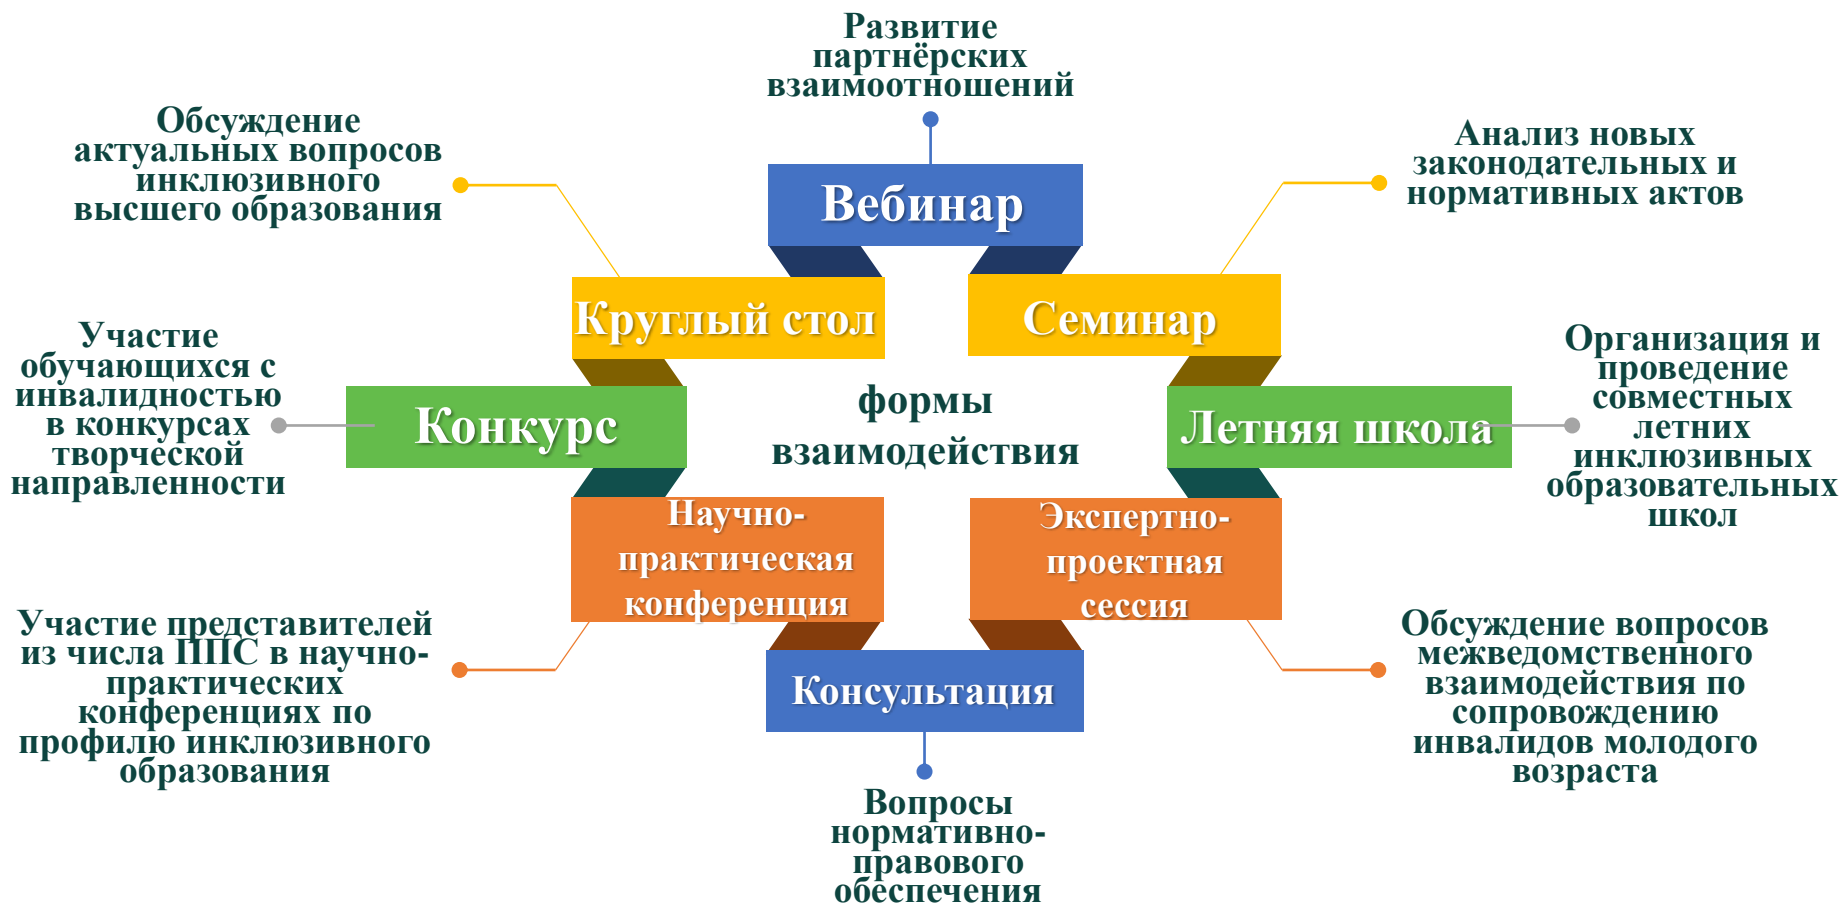 Развитие
партнёрских
взаимоотношений
Обсуждение
актуальных вопросов
инклюзивного
высшего образования
Анализ новых
законодательных и
нормативных актов
Вебинар
Круглый стол
Семинар
Участие
обучающихся с
инвалидностью
в конкурсах
творческой
направленности
Конкурс
формы
взаимодействия
Летняя школа
Организация и
проведение
совместных
летних
инклюзивных
образовательных
школ
Научно-
практическая
конференция
Экспертно-
проектная
сессия
Участие представителей
из числа ППС в научно-
практических
конференциях по
профилю инклюзивного
образования
Консультация
Обсуждение вопросов
межведомственного
взаимодействия по
сопровождению
инвалидов молодого
возраста
Вопросы
нормативно-
правового
обеспечения